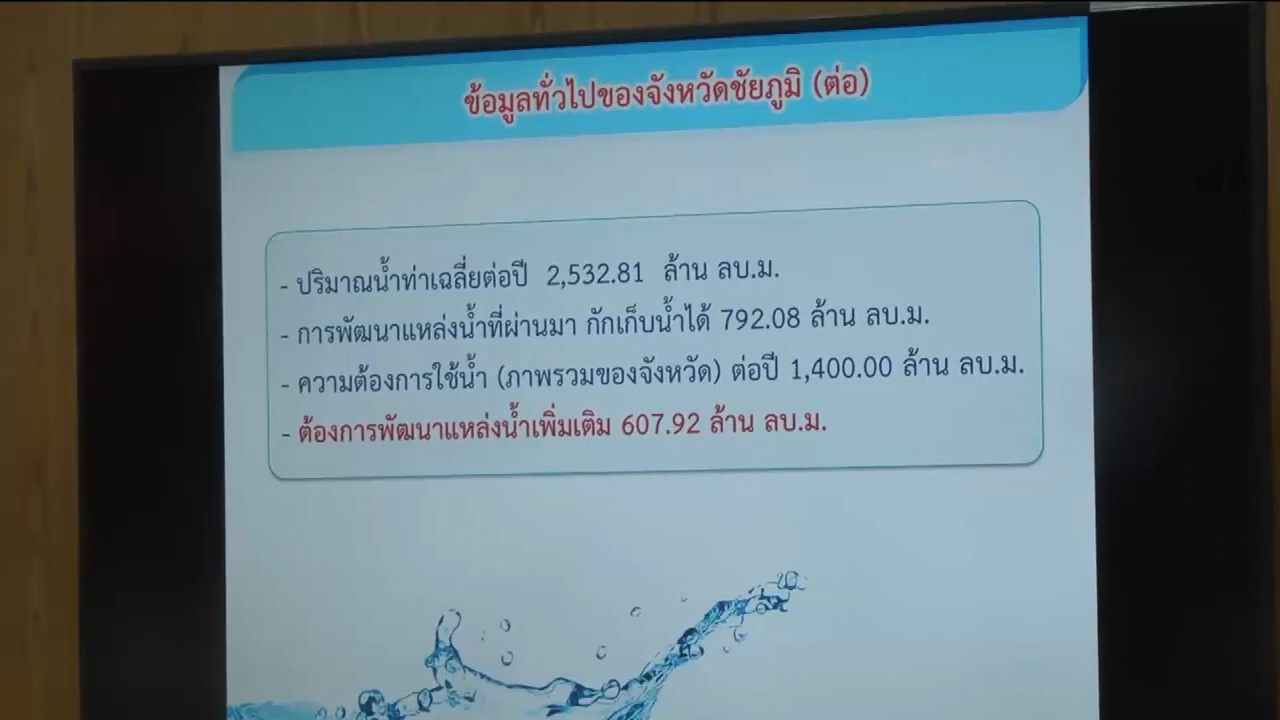 ข้อมูลทั่วไปของจังหวัดชัยภูมิ (ต่อ)
- ปริมาณน้ำท่าเฉลี่ยต่อปี 2,532.81 ล้าน ลบ.ม.
- การพัฒนาแหล่งน้ำที่ผ่านมา กักเก็บน้ำได้ 792.08 ล้าน ลบ.ม.
- ความต้องการใช้น้ำ (ภาพรวมของจังหวัด) ต่อปี 1,400.00 ล้าน ลบ.ม.
- ต้องการพัฒนาแหล่งน้ำเพิ่มเติม 607.92 ล้าน ลบ.ม.